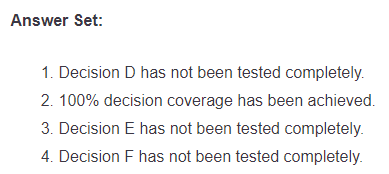 Answer Set:
1. Decision D has not been tested completely.
2. 100% decision coverage has been achieved.
3. Decision E has not been tested completely.
4. Decision F has not been tested completely.